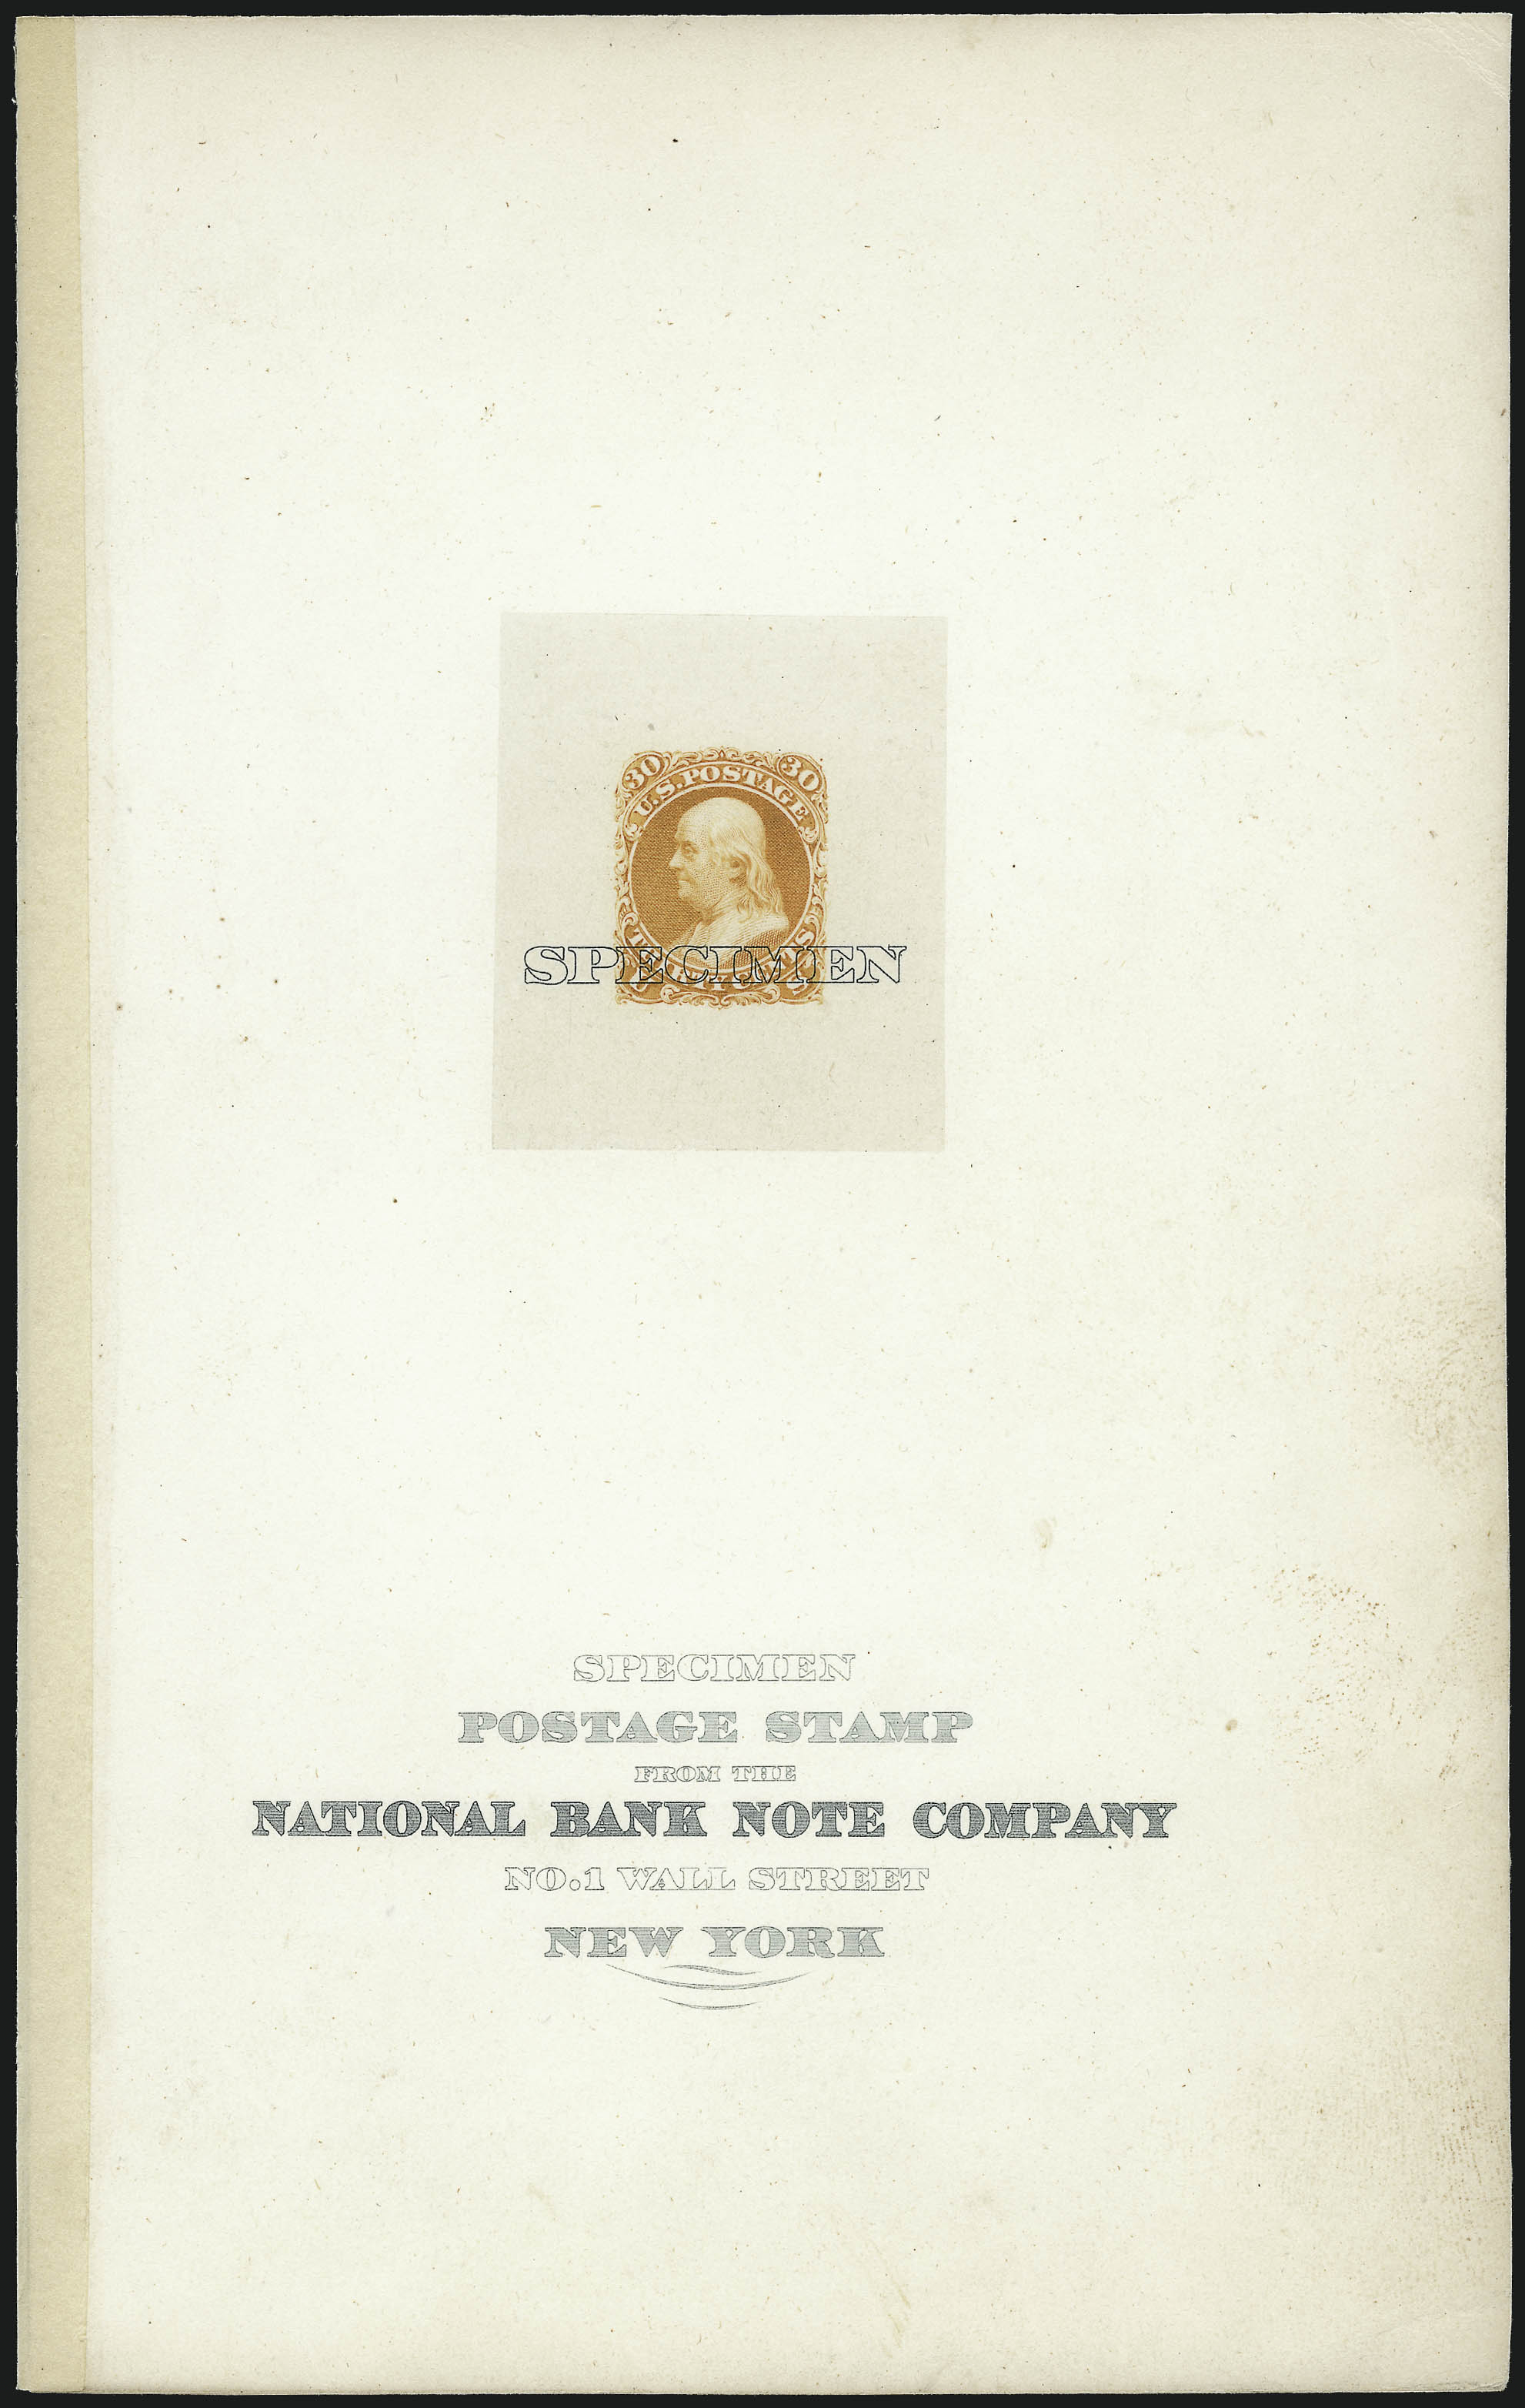 30 30
U.S. POSTAGE
SPECIMEN
SPECIMEN
POSTAGE STAMP
FROM THE
NATIONAL BANK NOTE COMPANY
NO.1 WALL STREET
NEW YORK